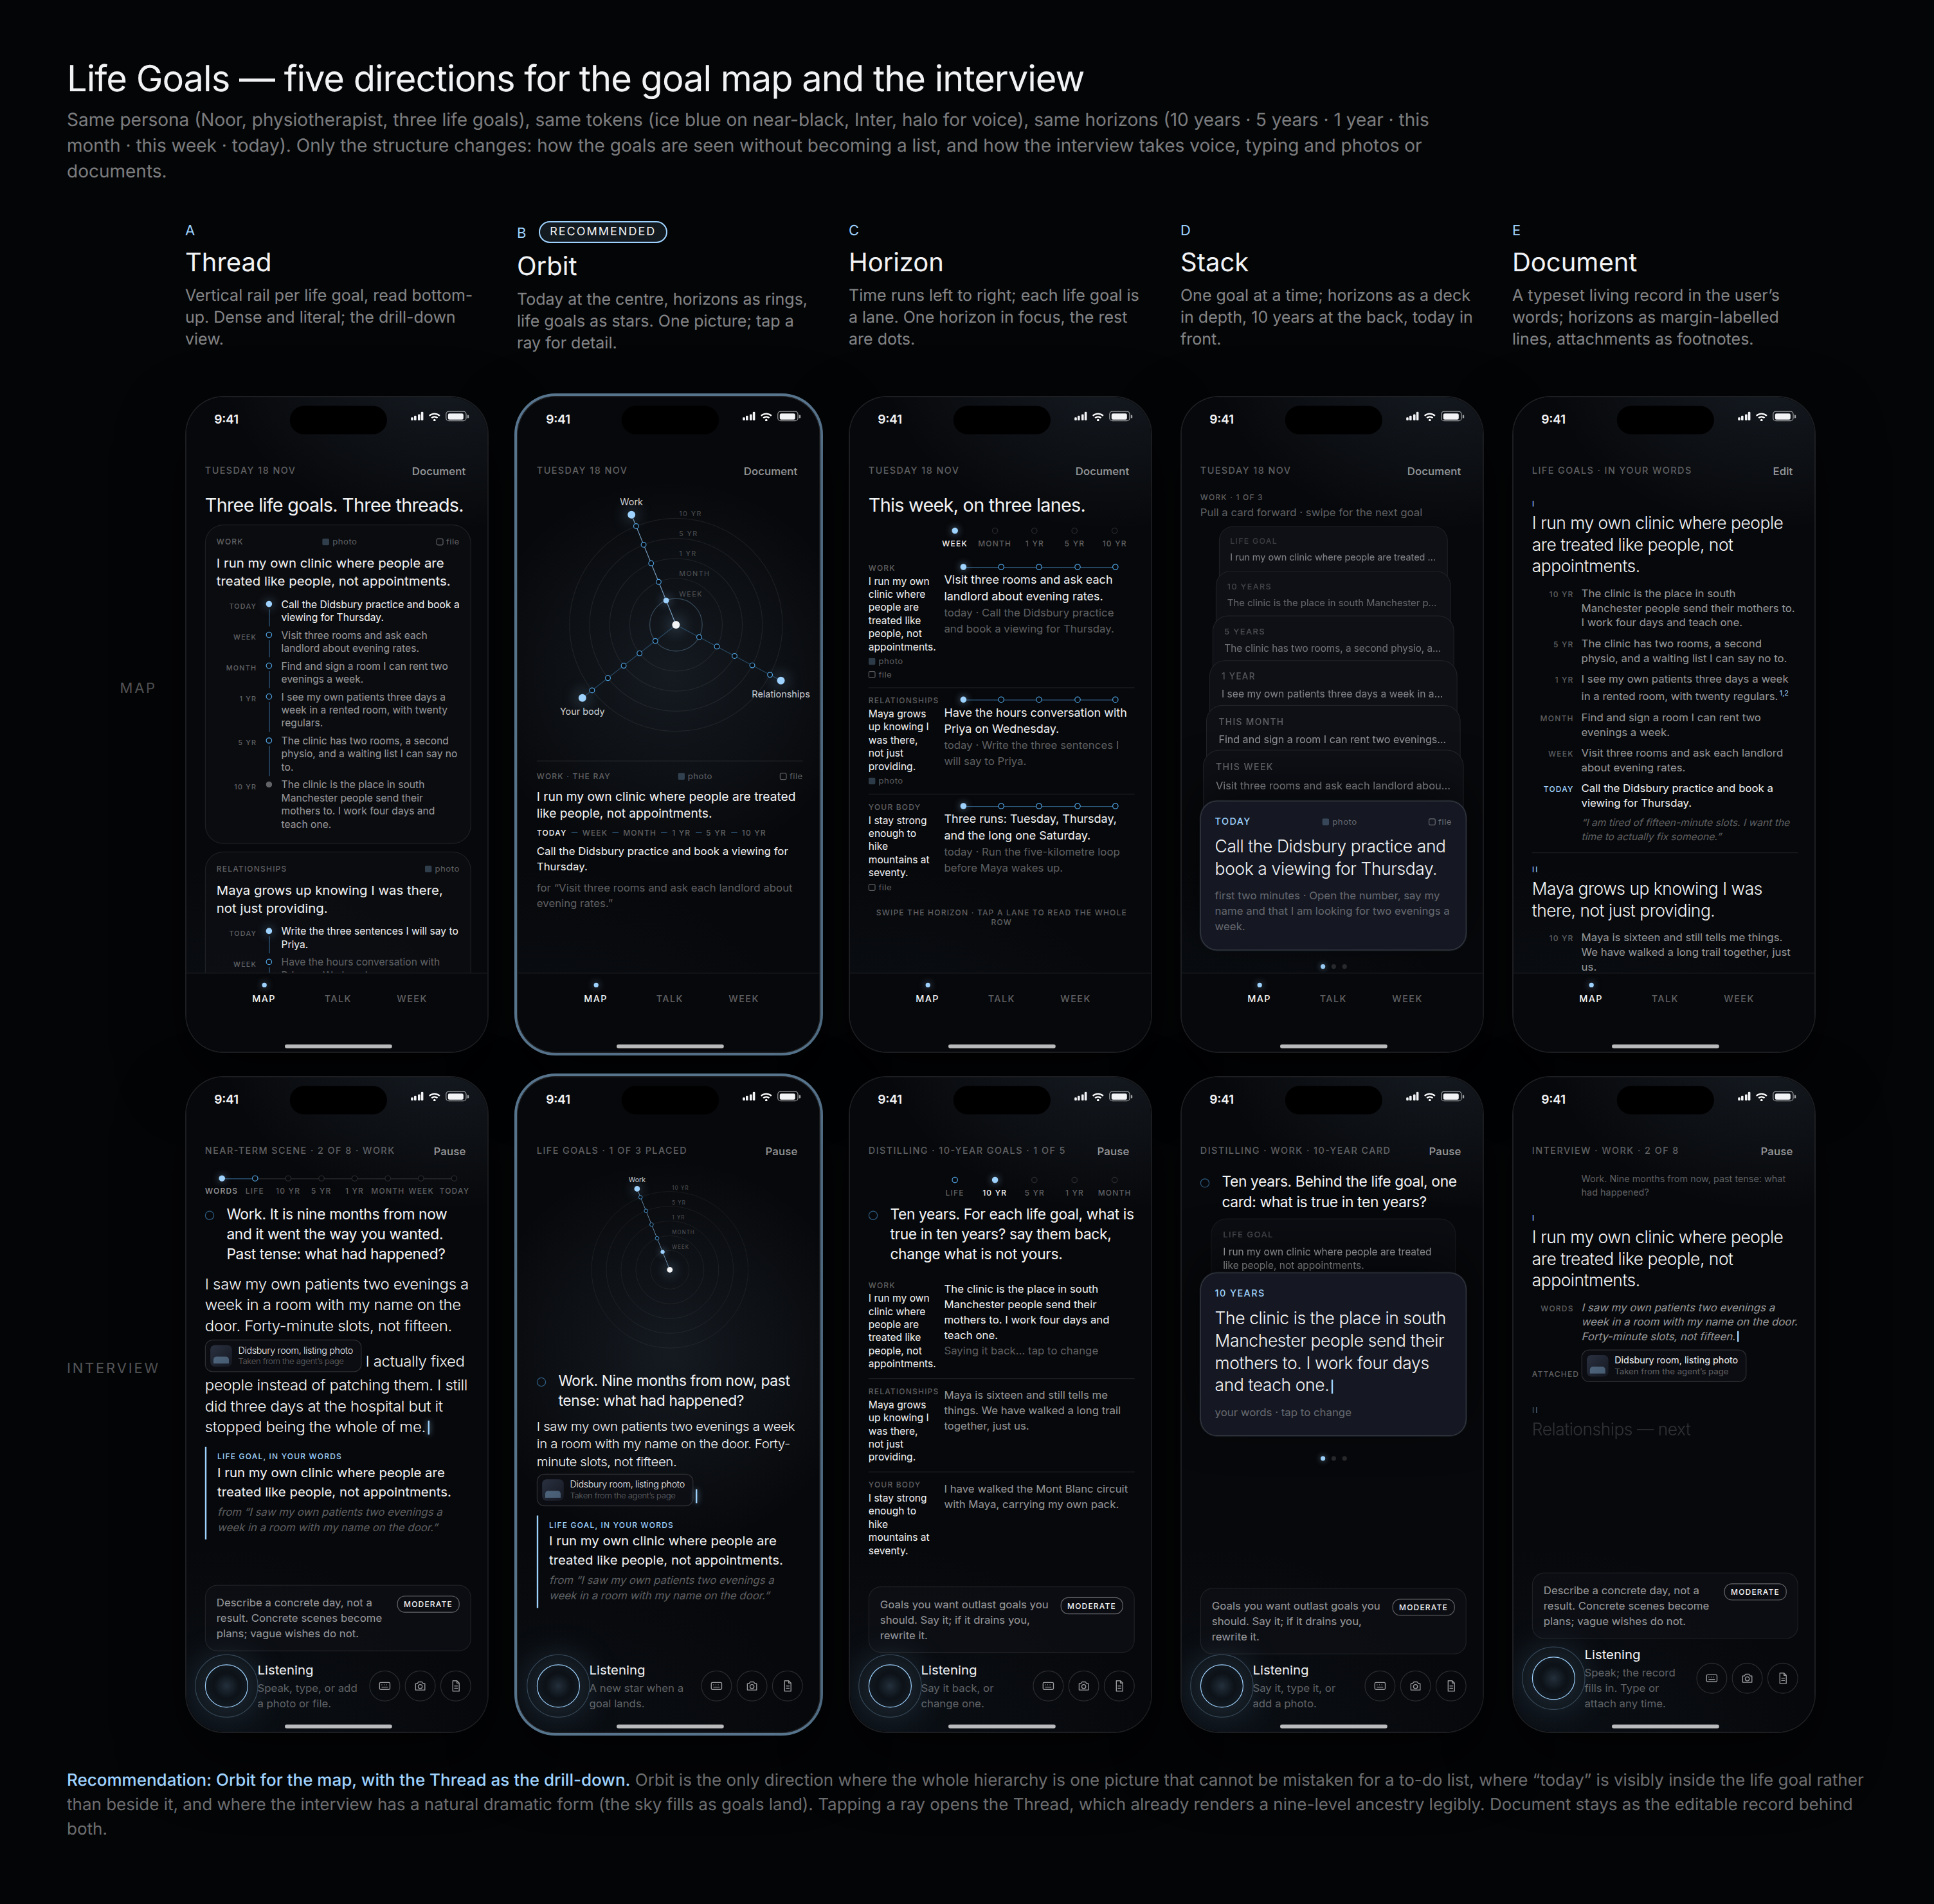 Life Goals — five directions for the goal map and the interview
Same persona (Noor, physiotherapist, three life goals), same tokens (ice blue on near-black, Inter, halo for voice), same horizons (10 years · 5 years · 1 year · this
month · this week · today). Only the structure changes: how the goals are seen without becoming a list, and how the interview takes voice, typing and photos or
documents.
A
Thread
Vertical rail per life goal, read bottom-
up. Dense and literal; the drill-down
view.
B RECOMMENDED
Orbit
Today at the centre, horizons as rings,
life goals as stars. One picture; tap a
ray for detail.
C
Horizon
Time runs left to right; each life goal is
a lane. One horizon in focus, the rest
are dots.
D
Stack
One goal at a time; horizons as a deck
in depth, 10 years at the back, today in
front.
E
Document
A typeset living record in the user's
words; horizons as margin-labelled
lines, attachments as footnotes.
MAP
9:41
TUESDAY 18 NOV Document
Three life goals. Three threads.
WORK photo file
I run my own clinic where people are
treated like people, not appointments.
TODAY Call the Didsbury practice and book a
viewing for Thursday.
WEEK Visit three rooms and ask each
landlord about evening rates.
MONTH Find and sign a room I can rent two
evenings a week.
1 YR I see my own patients three days a
week in a rented room, with twenty
regulars.
5 YR The clinic has two rooms, a second
physio, and a waiting list I can say no
to.
10 YR The clinic is the place in south
Manchester people send their
mothers to. I work four days and
teach one.
RELATIONSHIPS photo
Maya grows up knowing I was there,
not just providing.
TODAY Write the three sentences I will say to
Priya.
WEEK Have the hours conversation with
MAP TALK WEEK
9:41
TUESDAY 18 NOV Document
Work
10 YR
5 YR
1 YR
MONTH
WEEK
Relationships
Your body
WORK · THE RAY photo file
I run my own clinic where people are treated
like people, not appointments.
TODAY — WEEK — MONTH — 1 YR — 5 YR — 10 YR
Call the Didsbury practice and book a viewing for
Thursday.
for “Visit three rooms and ask each landlord about
evening rates.”
MAP TALK WEEK
9:41
TUESDAY 18 NOV Document
This week, on three lanes.
WEEK MONTH 1 YR 5 YR 10 YR
WORK
I run my own
clinic where
people are
treated like
people, not
appointments.
photo
file
Visit three rooms and ask each
landlord about evening rates.
today · Call the Didsbury practice
and book a viewing for Thursday.
RELATIONSHIPS
Maya grows
up knowing I
was there,
not just
providing.
photo
Have the hours conversation with
Priya on Wednesday.
today · Write the three sentences I
will say to Priya.
YOUR BODY
I stay strong
enough to
hike
mountains at
seventy.
file
Three runs: Tuesday, Thursday,
and the long one Saturday.
today · Run the five-kilometre loop
before Maya wakes up.
SWIPE THE HORIZON · TAP A LANE TO READ THE WHOLE
ROW
MAP TALK WEEK
9:41
TUESDAY 18 NOV Document
WORK · 1 OF 3
Pull a card forward · swipe for the next goal
LIFE GOAL
I run my own clinic where people are treated ...
10 YEARS
The clinic is the place in south Manchester p...
5 YEARS
The clinic has two rooms, a second physio, a...
1 YEAR
I see my own patients three days a week in a...
THIS MONTH
Find and sign a room I can rent two evenings...
THIS WEEK
Visit three rooms and ask each landlord abou...
TODAY photo file
Call the Didsbury practice and
book a viewing for Thursday.
first two minutes · Open the number, say my
name and that I am looking for two evenings a
week.
MAP TALK WEEK
9:41
LIFE GOALS · IN YOUR WORDS Edit
I
I run my own clinic where people
are treated like people, not
appointments.
10 YR The clinic is the place in south
Manchester people send their mothers to.
I work four days and teach one.
5 YR The clinic has two rooms, a second
physio, and a waiting list I can say no to.
1 YR I see my own patients three days a week
in a rented room, with twenty regulars. 1,2
MONTH Find and sign a room I can rent two
evenings a week.
WEEK Visit three rooms and ask each landlord
about evening rates.
TODAY Call the Didsbury practice and book a
viewing for Thursday.
“I am tired of fifteen-minute slots. I want the
time to actually fix someone.”
II
Maya grows up knowing I was
there, not just providing.
10 YR Maya is sixteen and still tells me things.
We have walked a long trail together, just
us.
MAP TALK WEEK
INTERVIEW
9:41
NEAR-TERM SCENE · 2 OF 8 · WORK Pause
WORDS LIFE 10 YR 5 YR 1 YR MONTH WEEK TODAY
Work. It is nine months from now
and it went the way you wanted.
Past tense: what had happened?
I saw my own patients two evenings a
week in a room with my name on the
door. Forty-minute slots, not fifteen.
Didsbury room, listing photo
Taken from the agent's page
I actually fixed
people instead of patching them. I still
did three days at the hospital but it
stopped being the whole of me.
LIFE GOAL, IN YOUR WORDS
I run my own clinic where people are
treated like people, not appointments.
from “I saw my own patients two evenings a
week in a room with my name on the door.”
Describe a concrete day, not a
result. Concrete scenes become
plans; vague wishes do not.
MODERATE
Listening
Speak, type, or add
a photo or file.
9:41
LIFE GOALS · 1 OF 3 PLACED Pause
Work
10 YR
5 YR
1 YR
MONTH
WEEK
Work. Nine months from now, past
tense: what had happened?
I saw my own patients two evenings a week
in a room with my name on the door. Forty-
minute slots, not fifteen.
Didsbury room, listing photo
Taken from the agent's page
LIFE GOAL, IN YOUR WORDS
I run my own clinic where people are
treated like people, not appointments.
from “I saw my own patients two evenings a
week in a room with my name on the door.”
Listening
A new star when a
goal lands.
9:41
DISTILLING · 10-YEAR GOALS · 1 OF 5 Pause
LIFE 10 YR 5 YR 1 YR MONTH
Ten years. For each life goal, what is
true in ten years? say them back,
change what is not yours.
WORK
I run my own
clinic where
people are
treated like
people, not
appointments.
The clinic is the place in south
Manchester people send their
mothers to. I work four days and
teach one.
Saying it back... tap to change
RELATIONSHIPS
Maya grows
up knowing I
was there,
not just
providing.
Maya is sixteen and still tells me
things. We have walked a long trail
together, just us.
YOUR BODY
I stay strong
enough to
hike
mountains at
seventy.
I have walked the Mont Blanc circuit
with Maya, carrying my own pack.
Goals you want outlast goals you
should. Say it; if it drains you,
rewrite it.
MODERATE
Listening
Say it back, or
change one.
9:41
DISTILLING · WORK · 10-YEAR CARD Pause
Ten years. Behind the life goal, one
card: what is true in ten years?
LIFE GOAL
I run my own clinic where people are treated
like people, not appointments.
10 YEARS
The clinic is the place in south
Manchester people send their
mothers to. I work four days
and teach one.
your words · tap to change
Goals you want outlast goals you
should. Say it; if it drains you,
rewrite it.
MODERATE
Listening
Say it, type it, or
add a photo.
9:41
INTERVIEW · WORK · 2 OF 8 Pause
Work. Nine months from now, past tense: what
had happened?
I
I run my own clinic where people
are treated like people, not
appointments.
WORDS I saw my own patients two evenings a
week in a room with my name on the door.
Forty-minute slots, not fifteen.
ATTACHED Didsbury room, listing photo
Taken from the agent's page
II
Relationships — next
Describe a concrete day, not a
result. Concrete scenes become
plans; vague wishes do not.
MODERATE
Listening
Speak; the record
fills in. Type or
attach any time.
Recommendation: Orbit for the map, with the Thread as the drill-down. Orbit is the only direction where the whole hierarchy is one picture that cannot be mistaken for a to-do list, where “today” is visibly inside the life goal rather
than beside it, and where the interview has a natural dramatic form (the sky fills as goals land). Tapping a ray opens the Thread, which already renders a nine-level ancestry legibly. Document stays as the editable record behind
both.